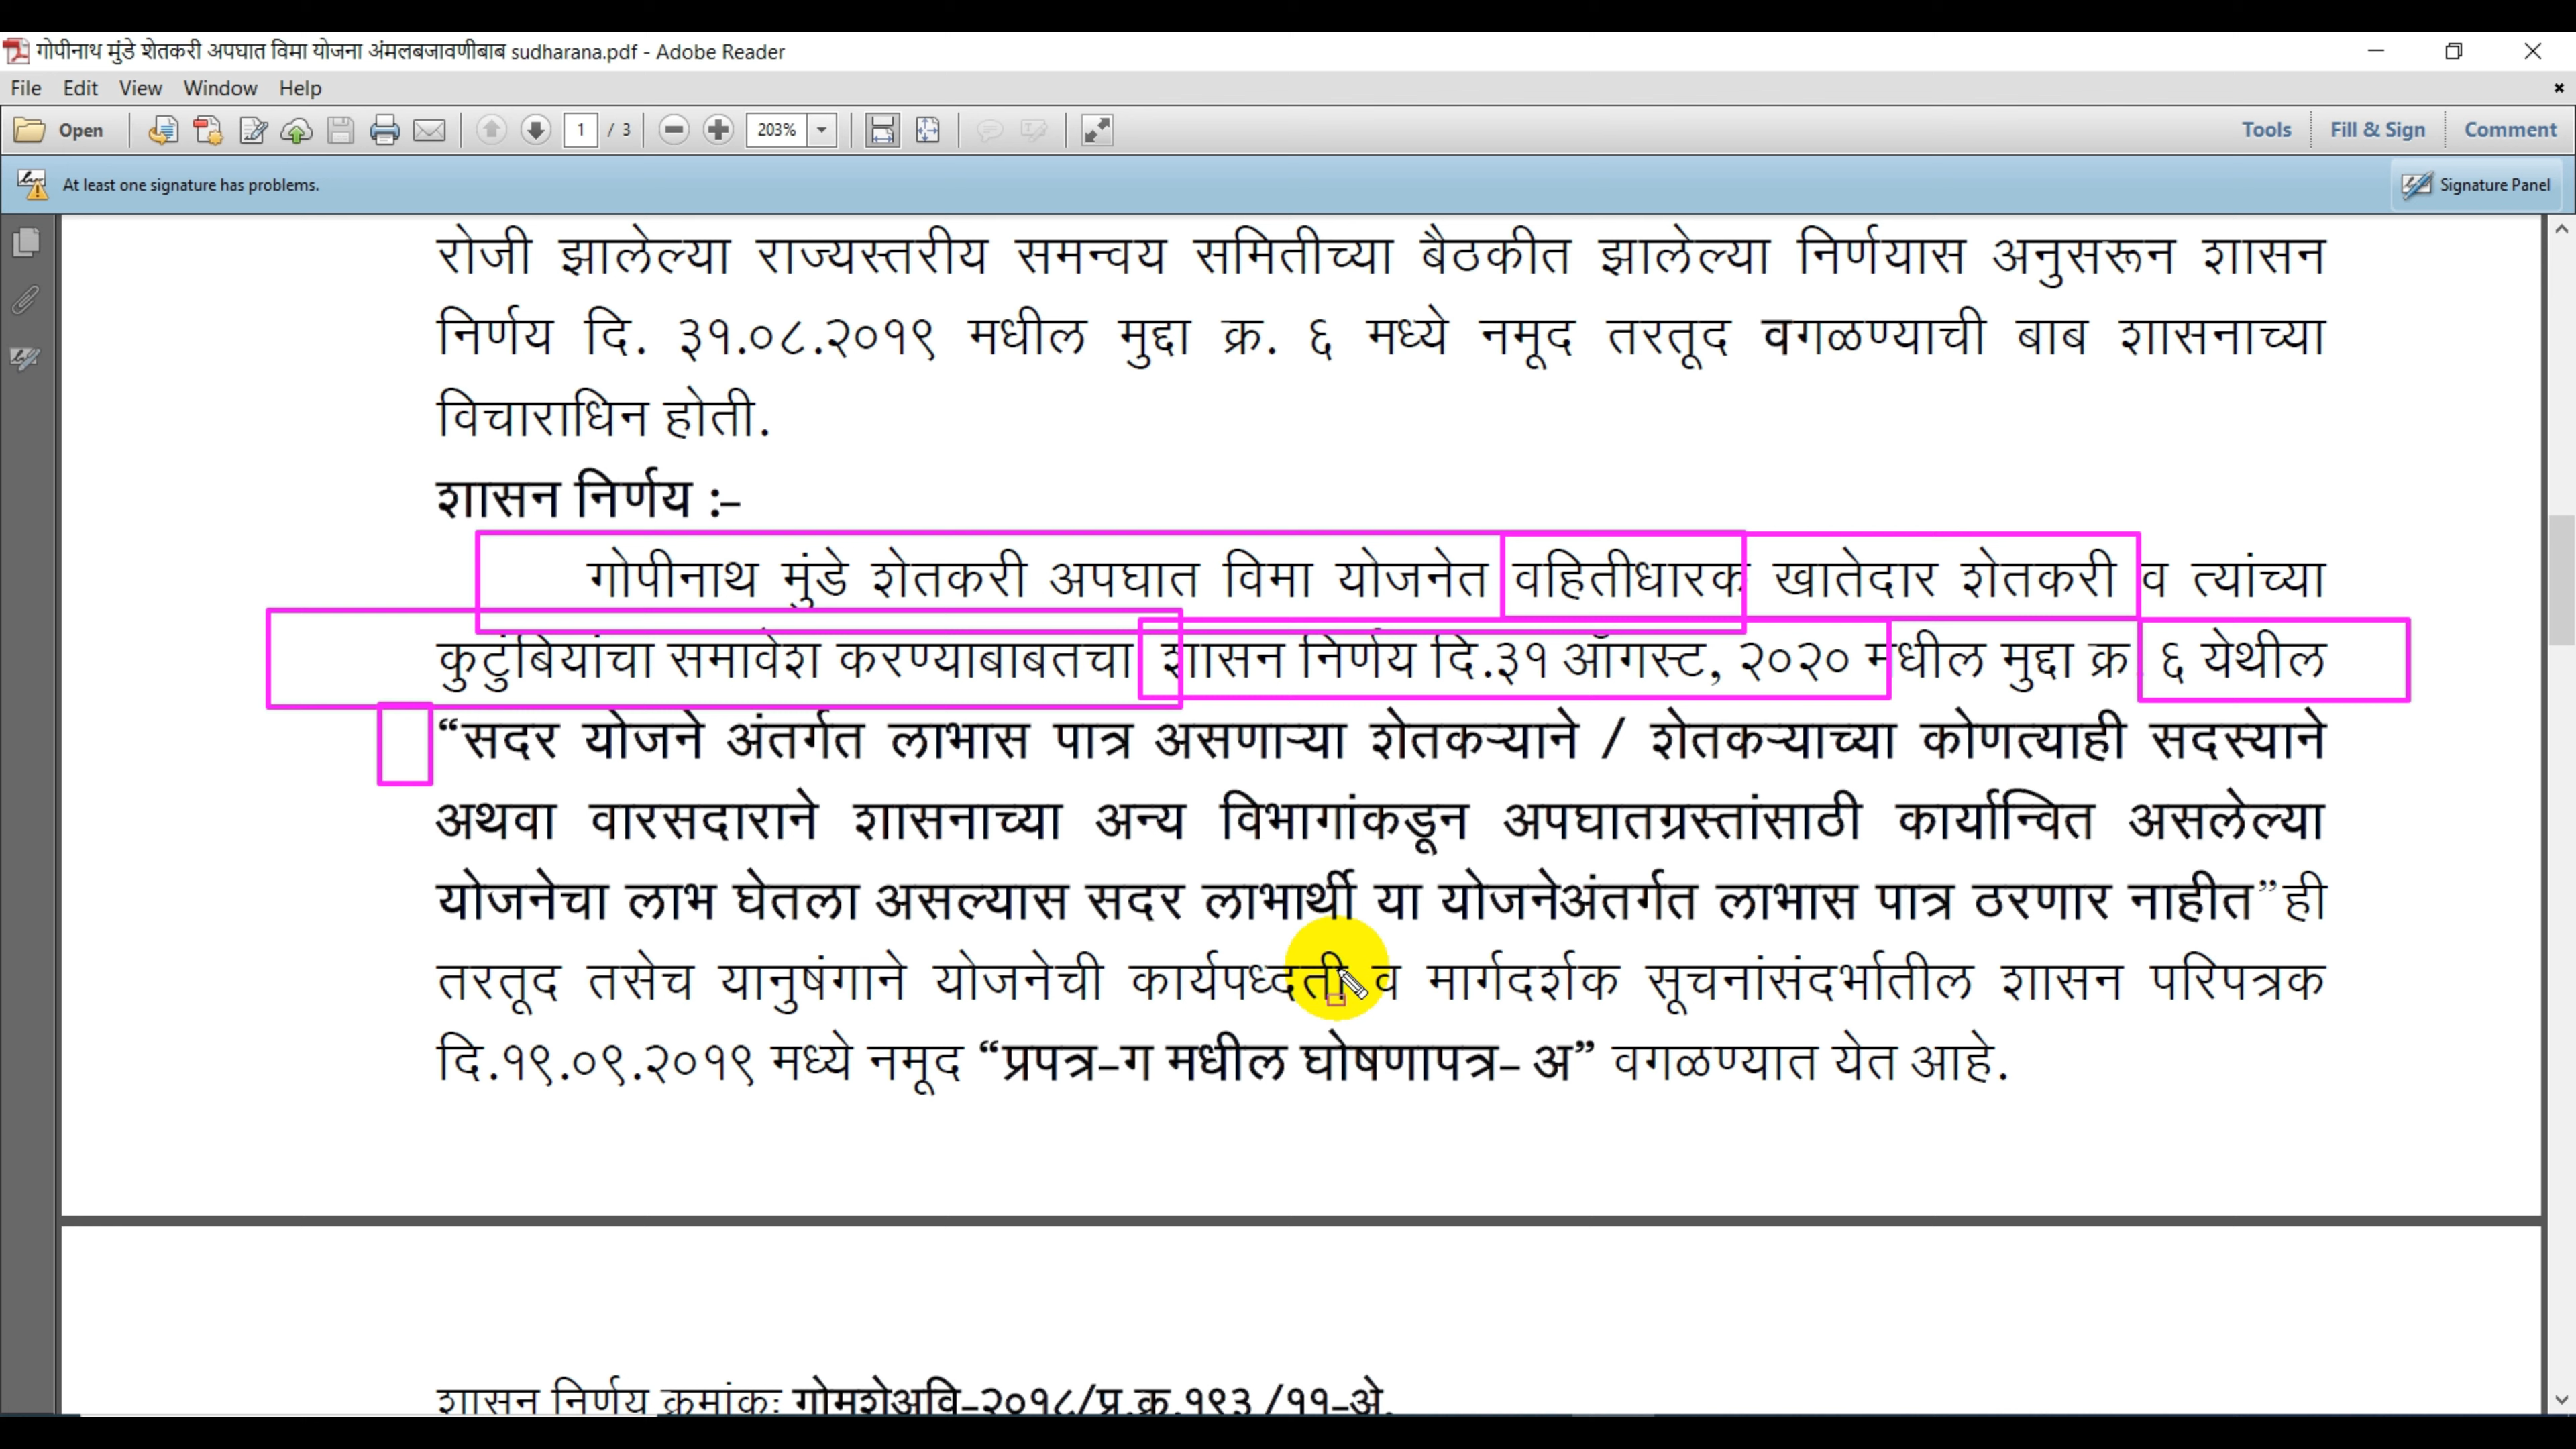 गोपीनाथ मुंडे शेतकरी अपघात विमा योजना अंमलबजावणीबाब sudharana.pdf - Adobe Reader
File Edit View Window Help
Open 1 / 3 203% Tools Fill & Sign Comment
At least one signature has problems. Signature Panel
रोजी झालेल्या राज्यस्तरीय समन्वय समितीच्या बैठकीत झालेल्या निर्णयास अनुसरून शासन
निर्णय दि. ३१.०८.२०१९ मधील मुद्दा क्र. ६ मध्ये नमूद तरतूद वगळण्याची बाब शासनाच्या
विचाराधिन होती.
शासन निर्णय :-
गोपीनाथ मुंडे शेतकरी अपघात विमा योजनेत वहितीधारक खातेदार शेतकरी व त्यांच्या
कुटुंबियांचा समावेश करण्याबाबतचा शासन निर्णय दि.३१ ऑगस्ट, २०२० मधील मुद्दा क्र ६ येथील
“सदर योजने अंतर्गत लाभास पात्र असणाऱ्या शेतकऱ्याने / शेतकऱ्याच्या कोणत्याही सदस्याने
अथवा वारसदाराने शासनाच्या अन्य विभागांकडून अपघातग्रस्तांसाठी कार्यान्वित असलेल्या
योजनेचा लाभ घेतला असल्यास सदर लाभार्थी या योजनेअंतर्गत लाभास पात्र ठरणार नाहीत”ही
तरतूद तसेच यानुषंगाने योजनेची कार्यपध्दती व मार्गदर्शक सूचनांसंदर्भातील शासन परिपत्रक
दि.१९.०९.२०१९ मध्ये नमूद “प्रपत्र-ग मधील घोषणापत्र- अ” वगळण्यात येत आहे.
शासन निर्णय क्रमांकः गोमशेअवि-२०१८/प्र.क्र.१९३ /११-अे.